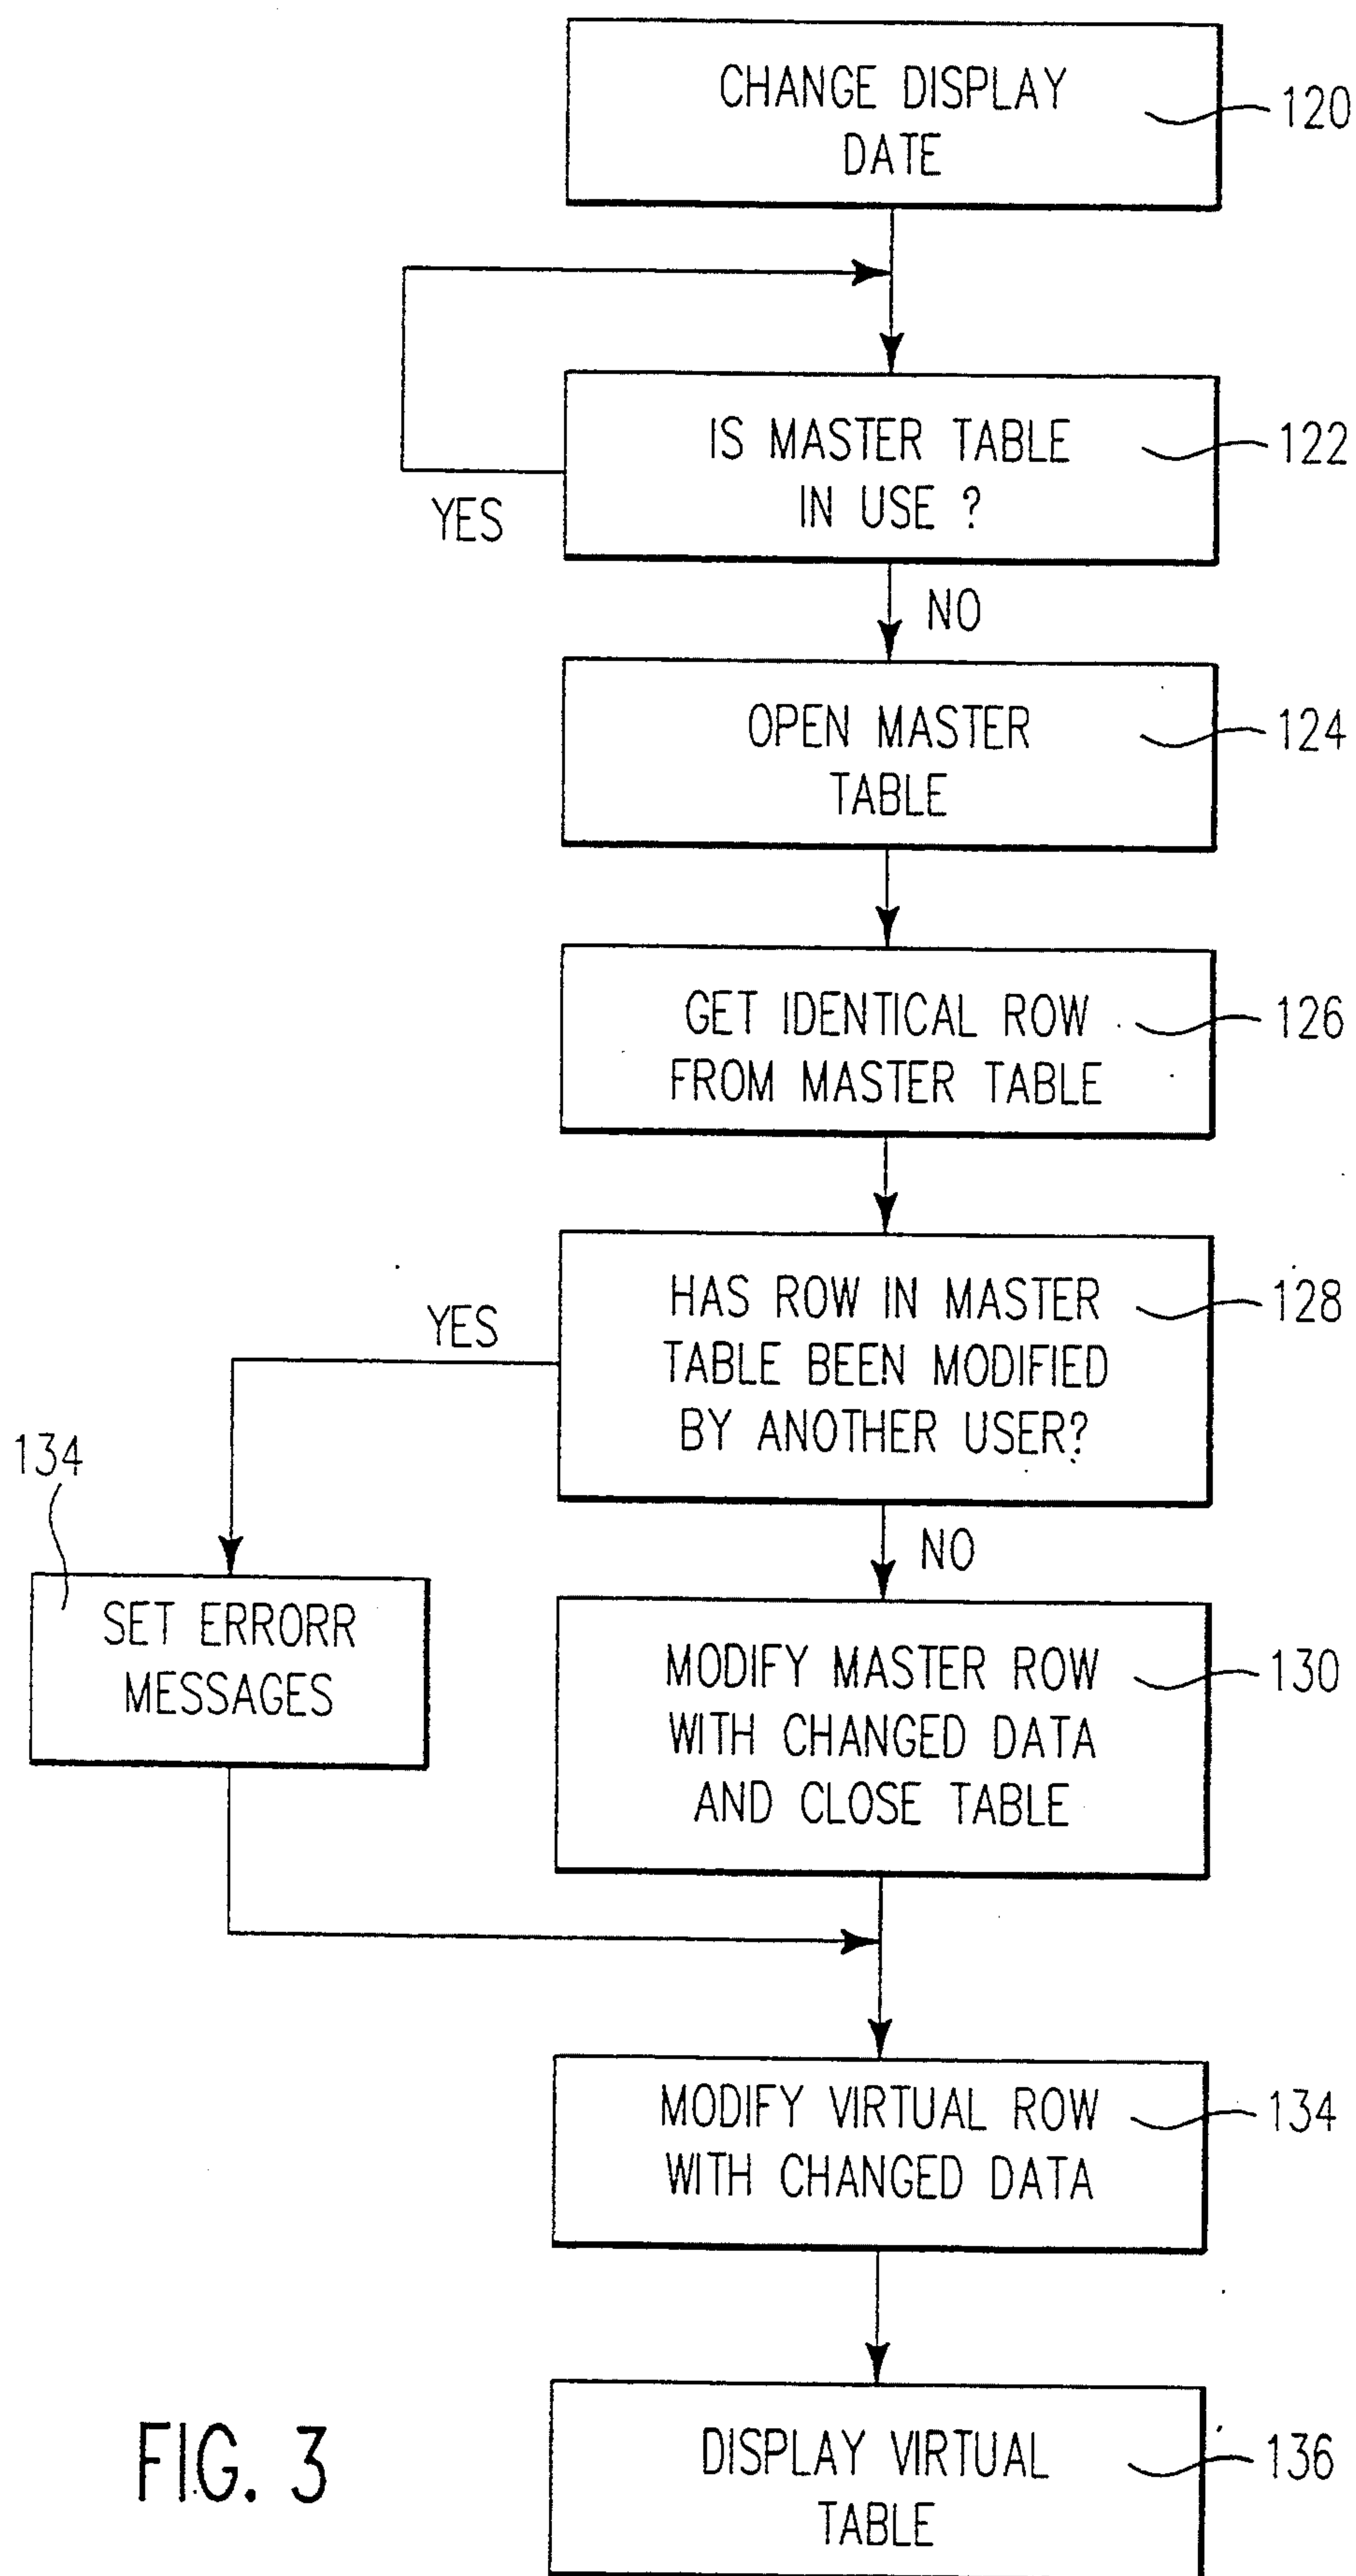 CHANGE DISPLAY
DATE
120
IS MASTER TABLE
IN USE ?
122
YES
NO
OPEN MASTER
TABLE
124
GET IDENTICAL ROW
FROM MASTER TABLE
126
HAS ROW IN MASTER
TABLE BEEN MODIFIED
BY ANOTHER USER?
128
YES
NO
134
SET ERRORR
MESSAGES
MODIFY MASTER ROW
WITH CHANGED DATA
AND CLOSE TABLE
130
MODIFY VIRTUAL ROW
WITH CHANGED DATA
134
DISPLAY VIRTUAL
TABLE
136
FIG. 3